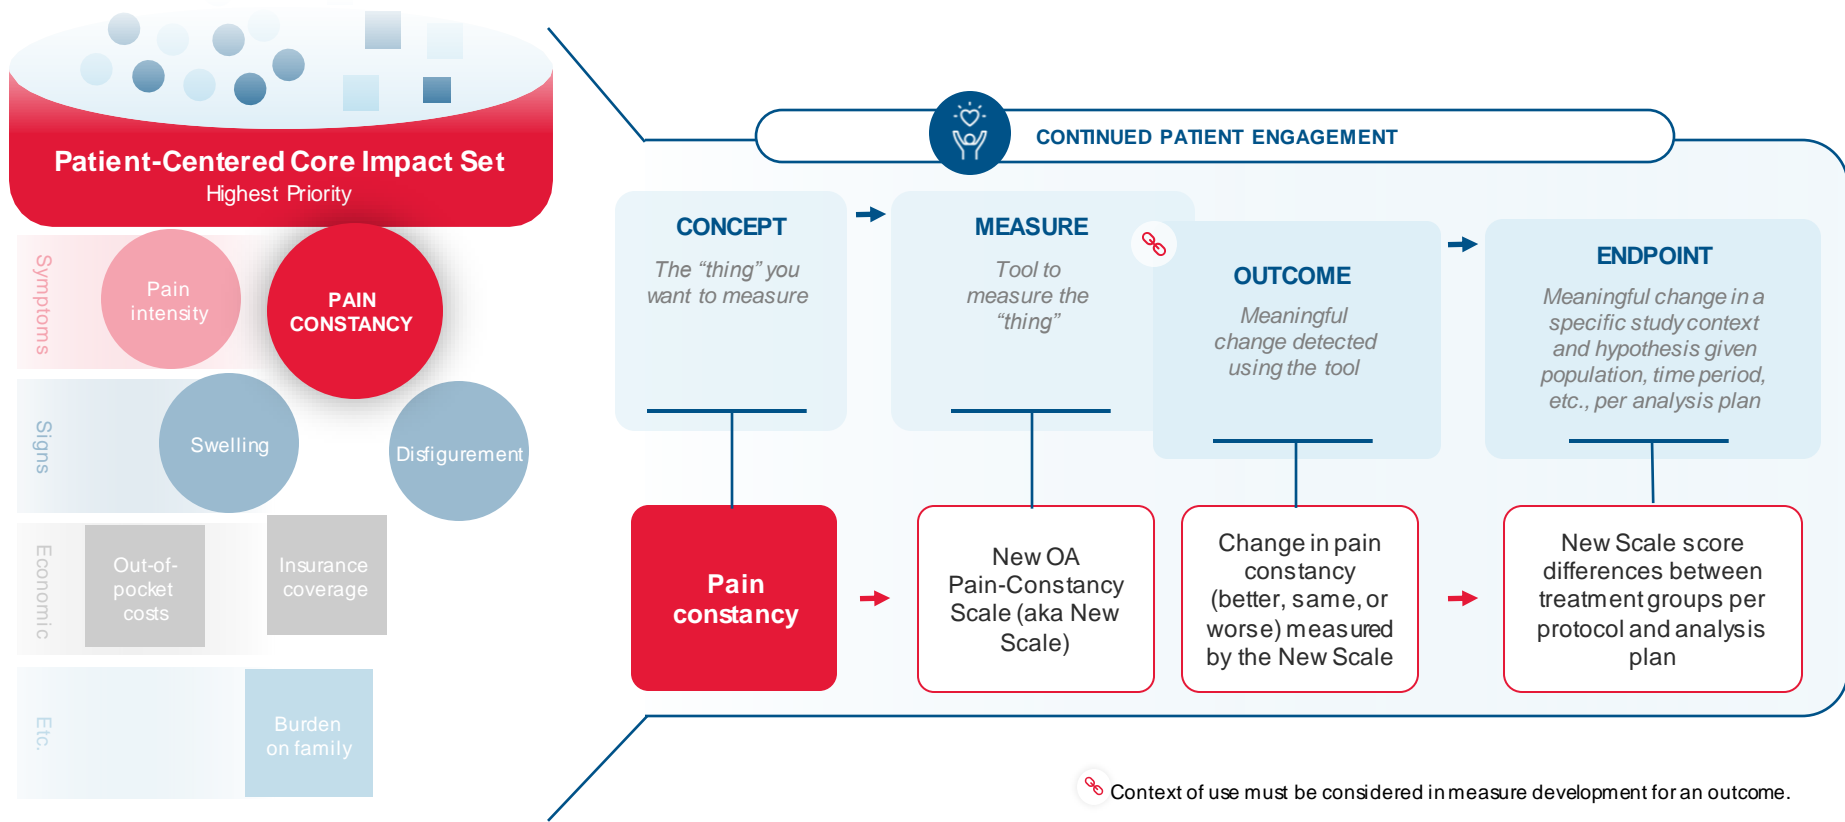 Patient-Centered Core Impact Set
Highest Priority
Symptoms
Pain
intensity
PAIN
CONSTANCY
Signs
Swelling
Disfigurement
Economic
Out-of-
pocket
costs
Insurance
coverage
Etc.
Burden
on family
CONTINUED PATIENT ENGAGEMENT
CONCEPT
The “thing” you
want to measure
MEASURE
Tool to
measure the
“thing”
OUTCOME
Meaningful
change detected
using the tool
ENDPOINT
Meaningful change in a
specific study context
and hypothesis given
population, time period,
etc., per analysis plan
Pain
constancy
New OA
Pain-Constancy
Scale (aka New
Scale)
Change in pain
constancy
(better, same, or
worse) measured
by the New Scale
New Scale score
differences between
treatment groups per
protocol and analysis
plan
Context of use must be considered in measure development for an outcome.